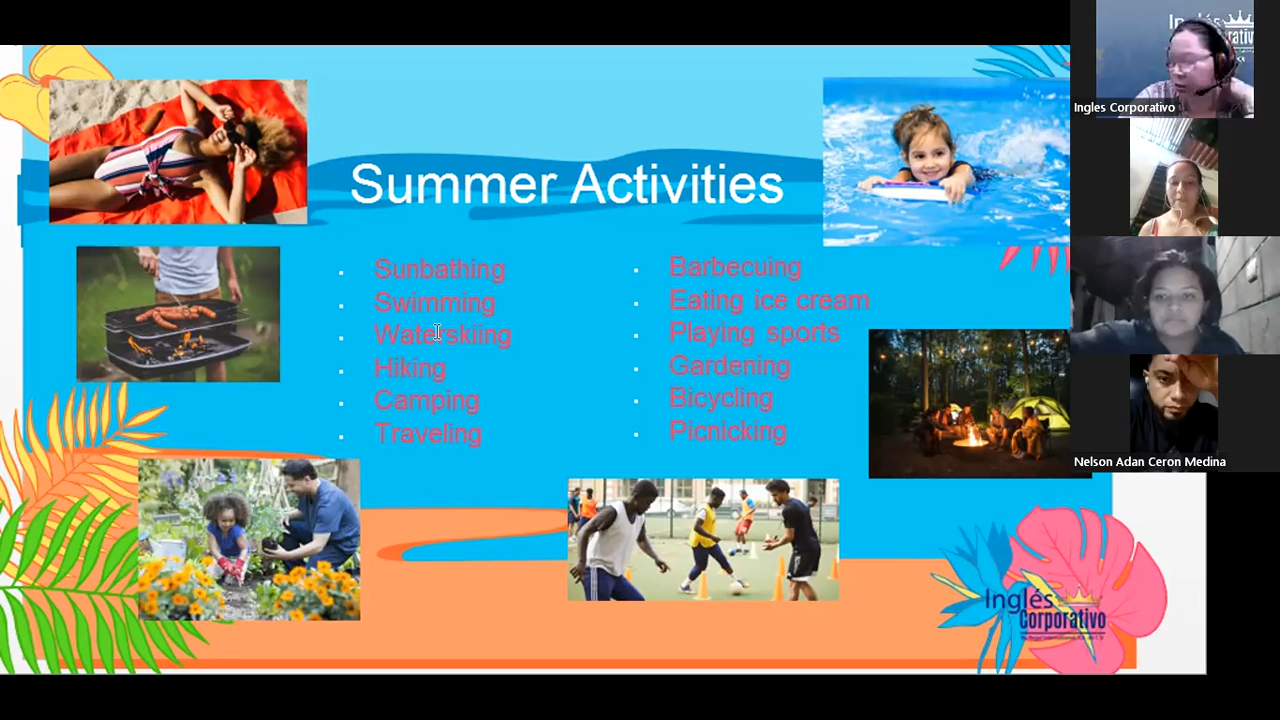 Summer Activities
Sunbathing
Swimming
Waterskiing
Hiking
Camping
Traveling
Barbecuing
Eating ice cream
Playing sports
Gardening
Bicycling
Picnicking
Inglés
Corporativo
Ingles Corporativo
Nelson Adan Ceron Medina